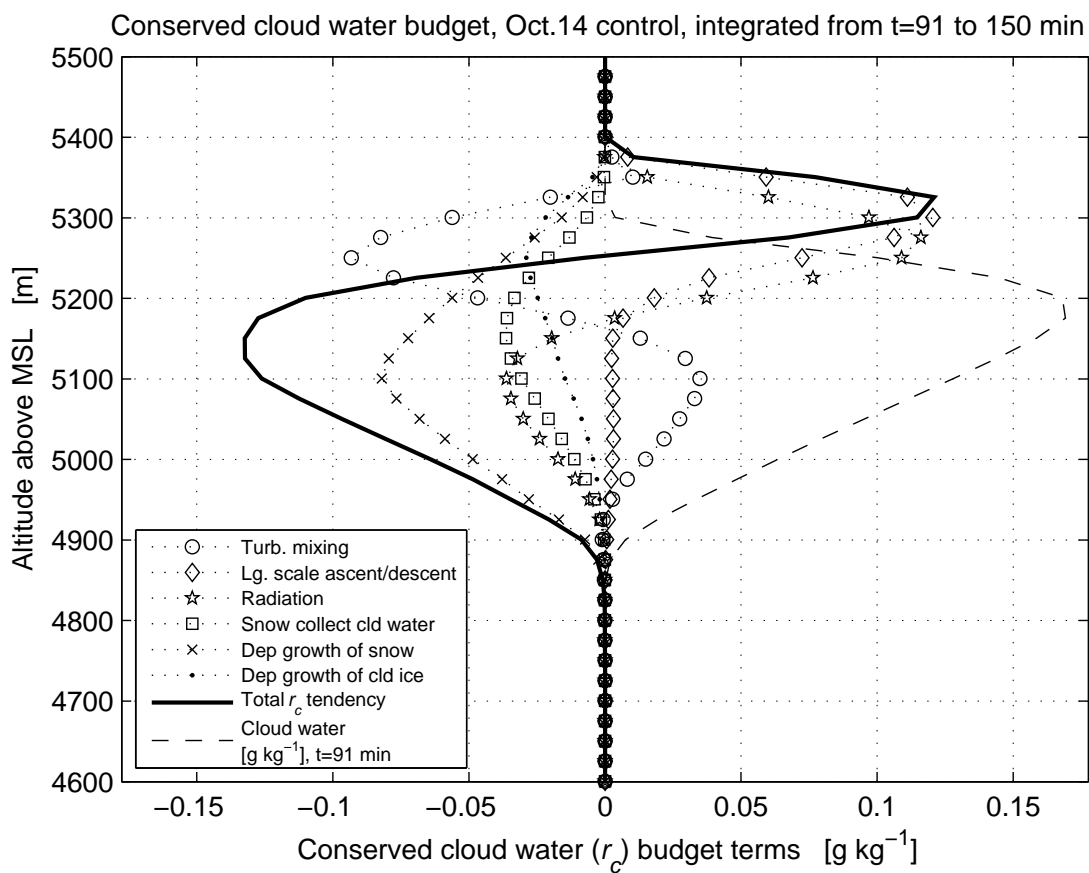 Conserved cloud water budget, Oct.14 control, integrated from t=91 to 150 min
5500
5400
5300
5200
5100
5000
4900
4800
4700
4600
Altitude above MSL [m]
Turb. mixing
Lg. scale ascent/descent
Radiation
Snow collect cld water
Dep growth of snow
Dep growth of cld ice
Total r_c tendency
Cloud water
[g kg⁻¹], t=91 min
−0.15 −0.1 −0.05 0 0.05 0.1 0.15
Conserved cloud water (r_c) budget terms [g kg⁻¹]